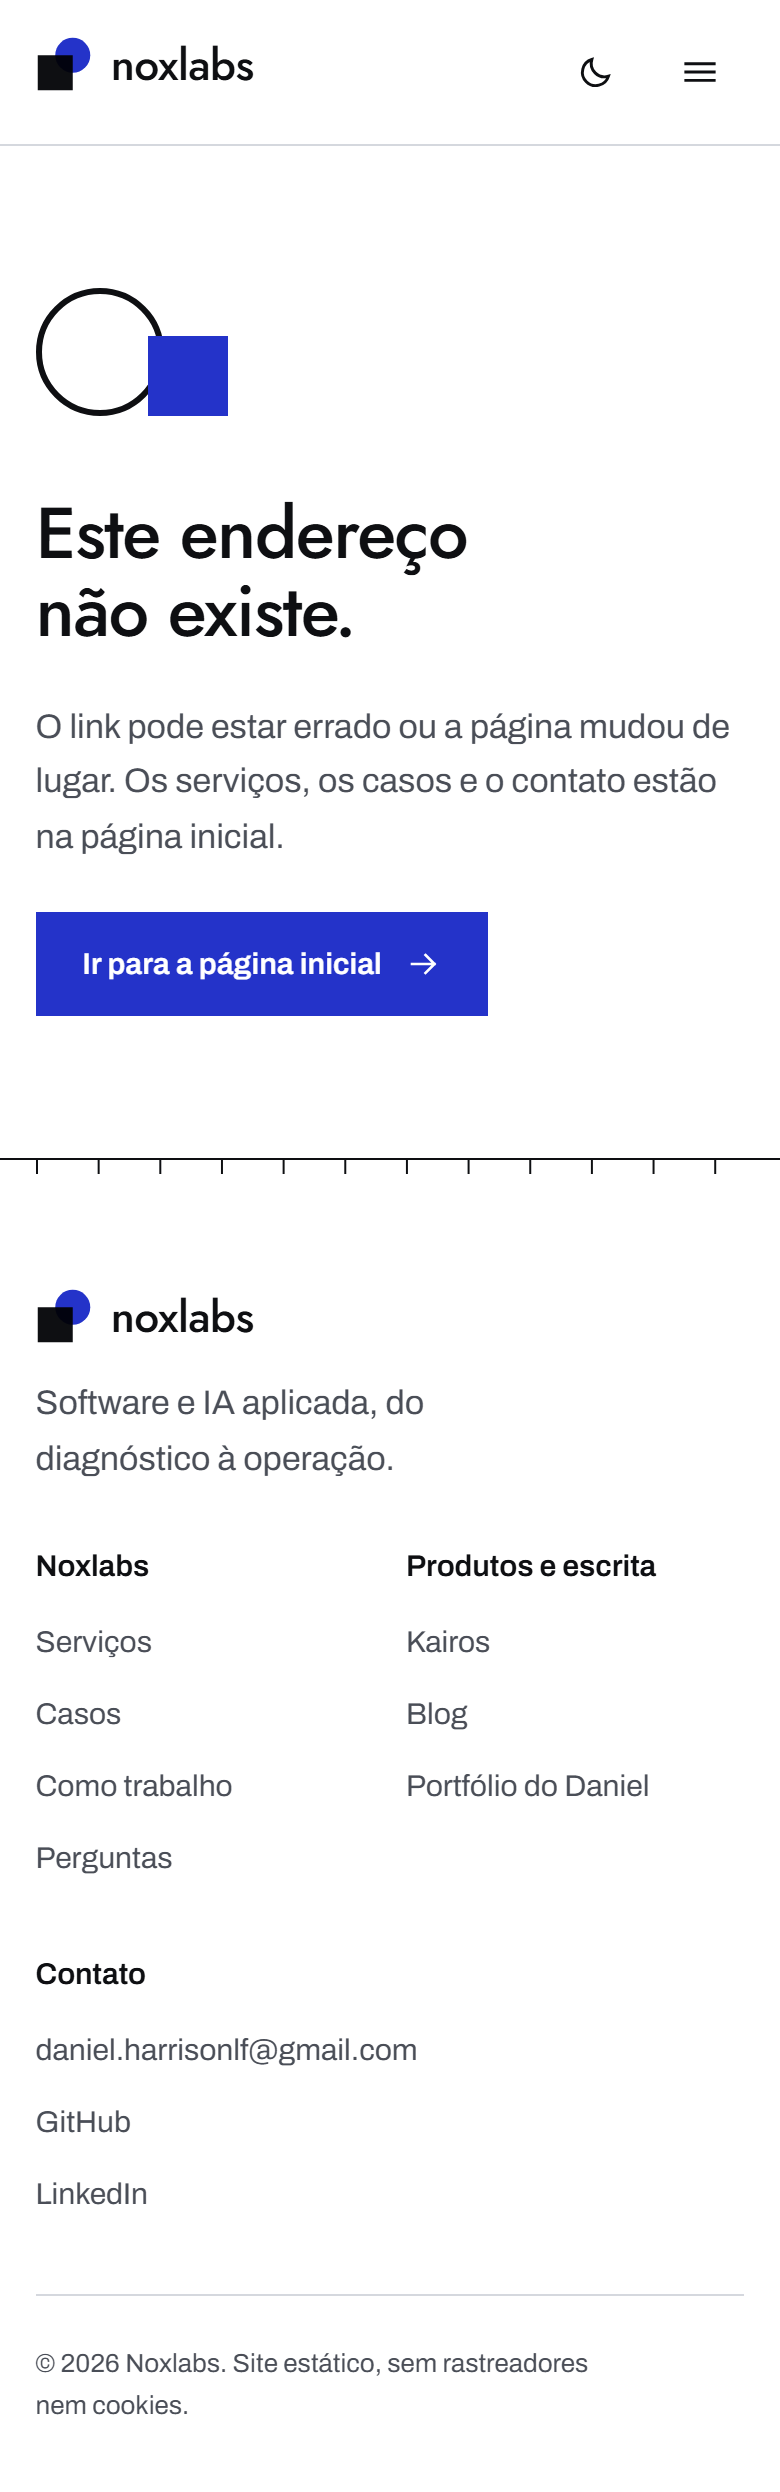 noxlabs
Este endereço
não existe.
O link pode estar errado ou a página mudou de
lugar. Os serviços, os casos e o contato estão
na página inicial.
Ir para a página inicial
noxlabs
Software e IA aplicada, do
diagnóstico à operação.
Noxlabs
Serviços
Casos
Como trabalho
Perguntas
Produtos e escrita
Kairos
Blog
Portfólio do Daniel
Contato
daniel.harrisonlf@gmail.com
GitHub
LinkedIn
© 2026 Noxlabs. Site estático, sem rastreadores
nem cookies.